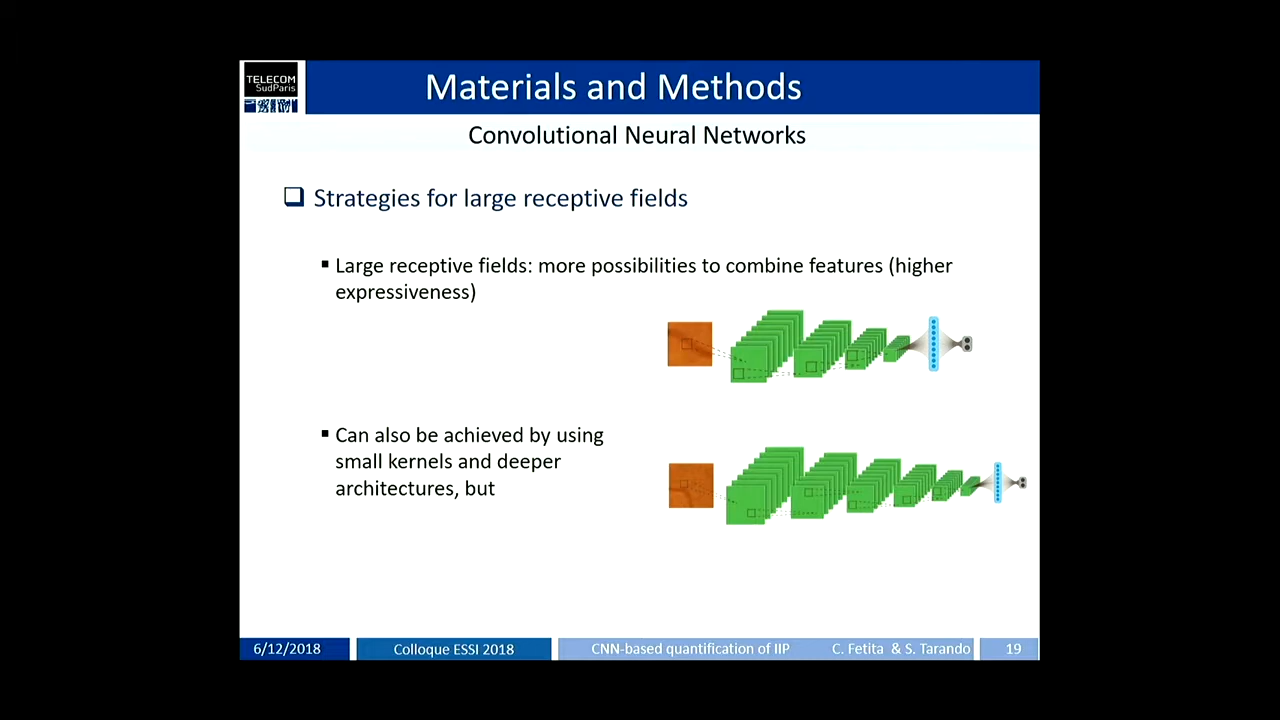 TELECOM
SudParis
Materials and Methods
Convolutional Neural Networks
Strategies for large receptive fields
Large receptive fields: more possibilities to combine features (higher
expressiveness)
Can also be achieved by using
small kernels and deeper
architectures, but
6/12/2018
Colloque ESSI 2018
CNN-based quantification of IIP
C. Fetita & S. Tarando
19